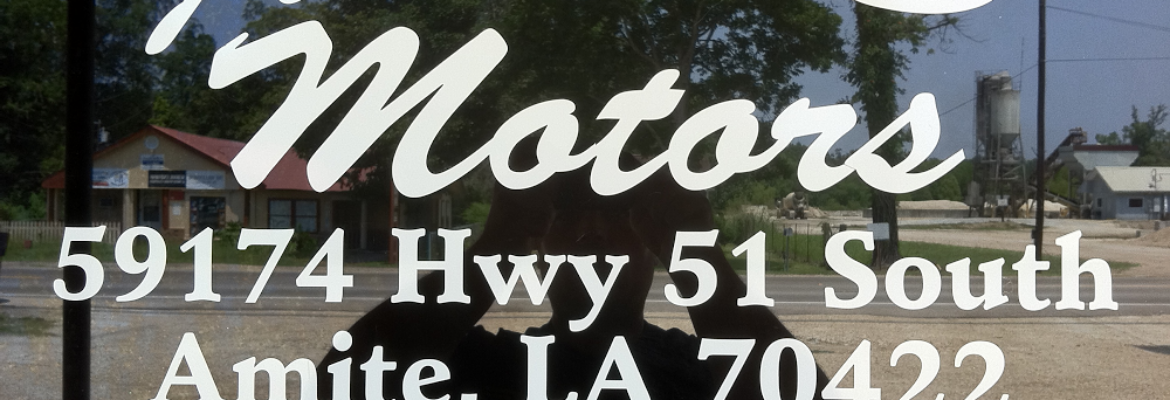 Motors
59174 Hwy 51 South
Amite, LA 70422